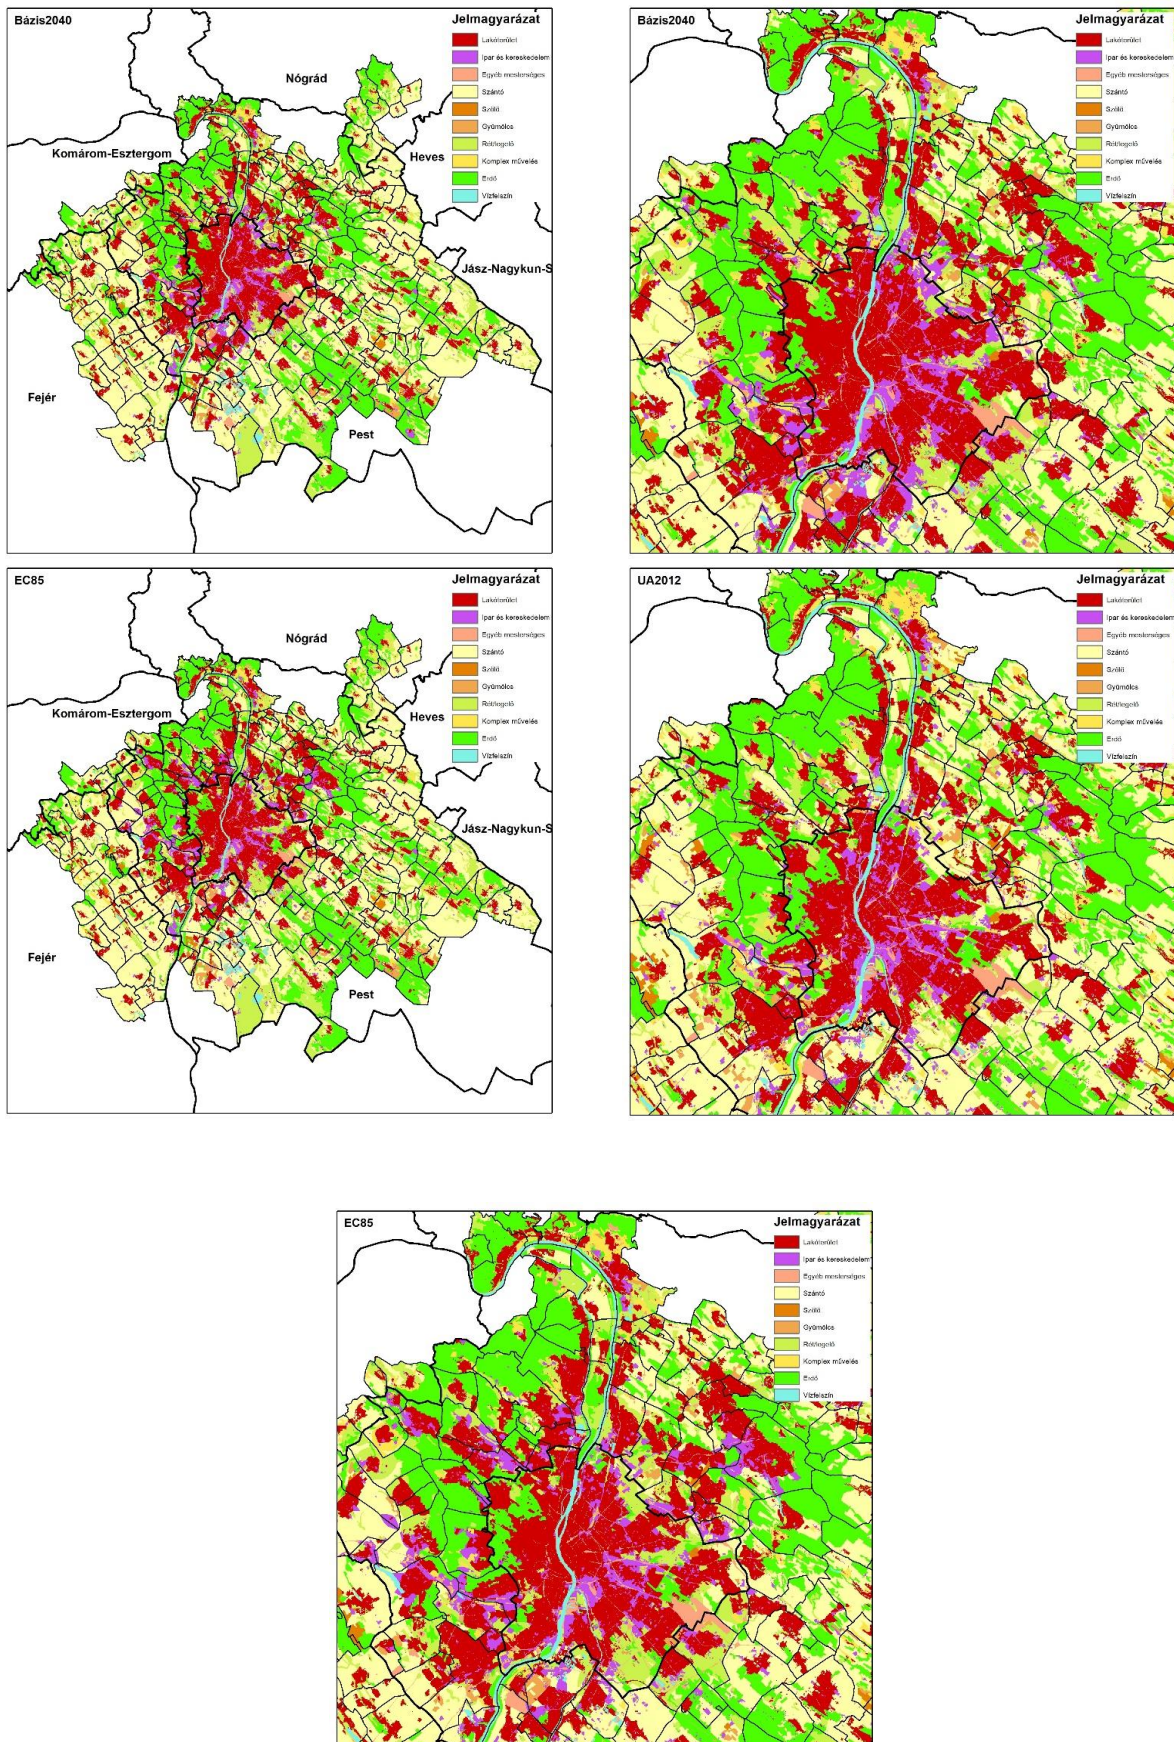 Bázis2040
Jelmagyarázat
Lakóterület
Ipar és kereskedelem
Egyéb mesterséges
Szántó
Szőlő
Gyümölcs
Rét/legelő
Komplex művelés
Erdő
Vízfelszín
Nógrád
Komárom-Esztergom
Heves
Jász-Nagykun-S
Fejér
Pest
Bázis2040
Jelmagyarázat
Lakóterület
Ipar és kereskedelem
Egyéb mesterséges
Szántó
Szőlő
Gyümölcs
Rét/legelő
Komplex művelés
Erdő
Vízfelszín
EC85
Jelmagyarázat
Lakóterület
Ipar és kereskedelem
Egyéb mesterséges
Szántó
Szőlő
Gyümölcs
Rét/legelő
Komplex művelés
Erdő
Vízfelszín
Nógrád
Komárom-Esztergom
Heves
Jász-Nagykun-S
Fejér
Pest
UA2012
Jelmagyarázat
Lakóterület
Ipar és kereskedelem
Egyéb mesterséges
Szántó
Szőlő
Gyümölcs
Rét/legelő
Komplex művelés
Erdő
Vízfelszín
EC85
Jelmagyarázat
Lakóterület
Ipar és kereskedelem
Egyéb mesterséges
Szántó
Szőlő
Gyümölcs
Rét/legelő
Komplex művelés
Erdő
Vízfelszín